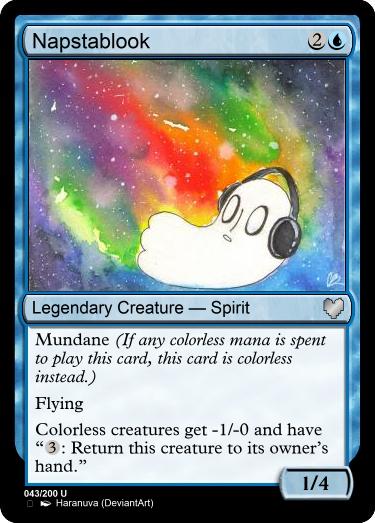 Napstablook 2
Legendary Creature — Spirit
Mundane (If any colorless mana is spent
to play this card, this card is colorless
instead.)
Flying
Colorless creatures get -1/-0 and have
“3: Return this creature to its owner’s
hand.”
1/4
043/200 U
Haranuva (DeviantArt)